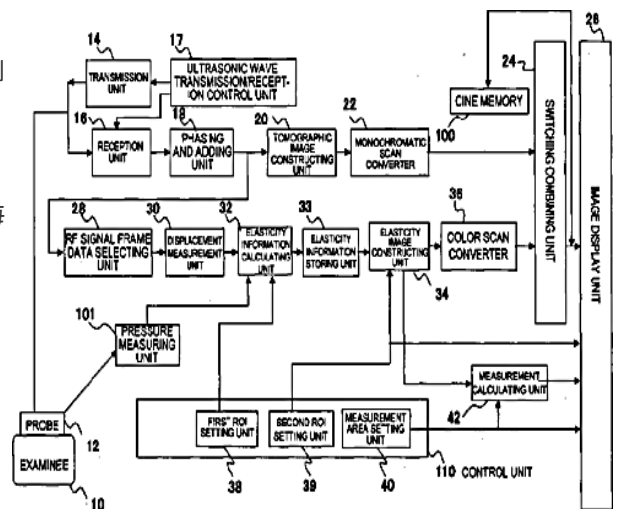 14
17
TRANSMISSION
UNIT
ULTRASONIC WAVE
TRANSMISSION/RECEPT-
ION CONTROL UNIT
16
RECEPTION
UNIT
18
PHASING
AND ADDING
UNIT
20
TOMOGRAPHIC
IMAGE
CONSTRUCTING
UNIT
22
MONOCHROMATIC
SCAN
CONVERTER
CINE MEMORY
100
24
SWITCHING COMBINING UNIT
26
IMAGE DISPLAY UNIT
28
RF SIGNAL FRAME
DATA SELECTING
UNIT
30
DISPLACEMENT
MEASUREMENT
UNIT
32
ELASTICITY
INFORMATION
CALCULATING
UNIT
33
ELASTICITY
INFORMATION
STORING UNIT
ELASTICITY
IMAGE
CONSTRUCTING
UNIT
34
36
COLOR SCAN
CONVERTER
101
PRESSURE
MEASURING
UNIT
MEASUREMENT
CALCULATING UNIT
42
PROBE
12
EXAMINEE
10
FIRST ROI
SETTING UNIT
38
SECOND ROI
SETTING UNIT
39
MEASUREMENT
AREA SETTING
UNIT
40
110 CONTROL UNIT